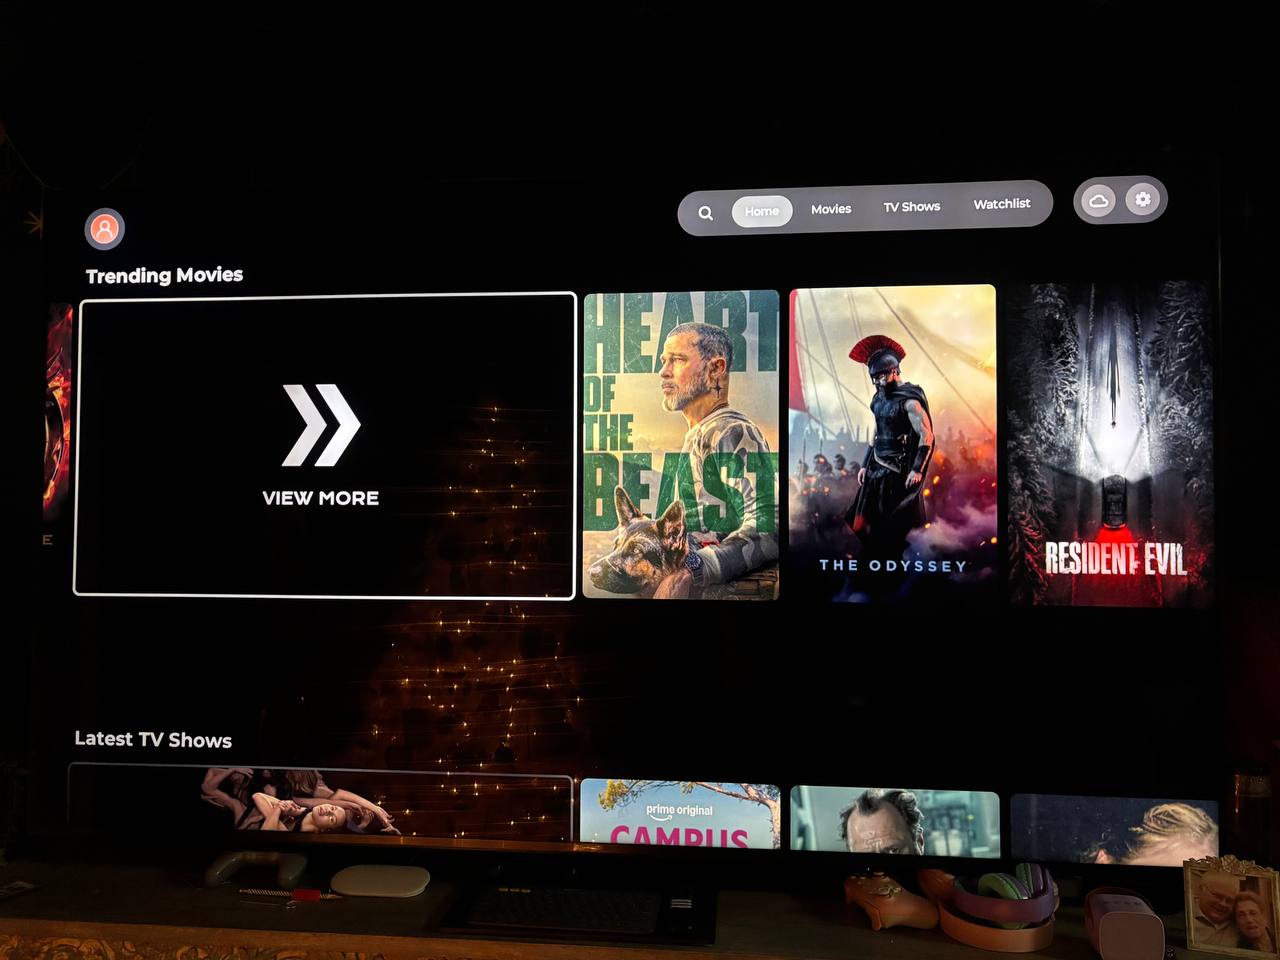 Home
Movies
TV Shows
Watchlist
Trending Movies
E
VIEW MORE
HEART
OF
THE
BEAST
THE ODYSSEY
RESIDENT EVIL
Latest TV Shows
prime original
CAMPUS